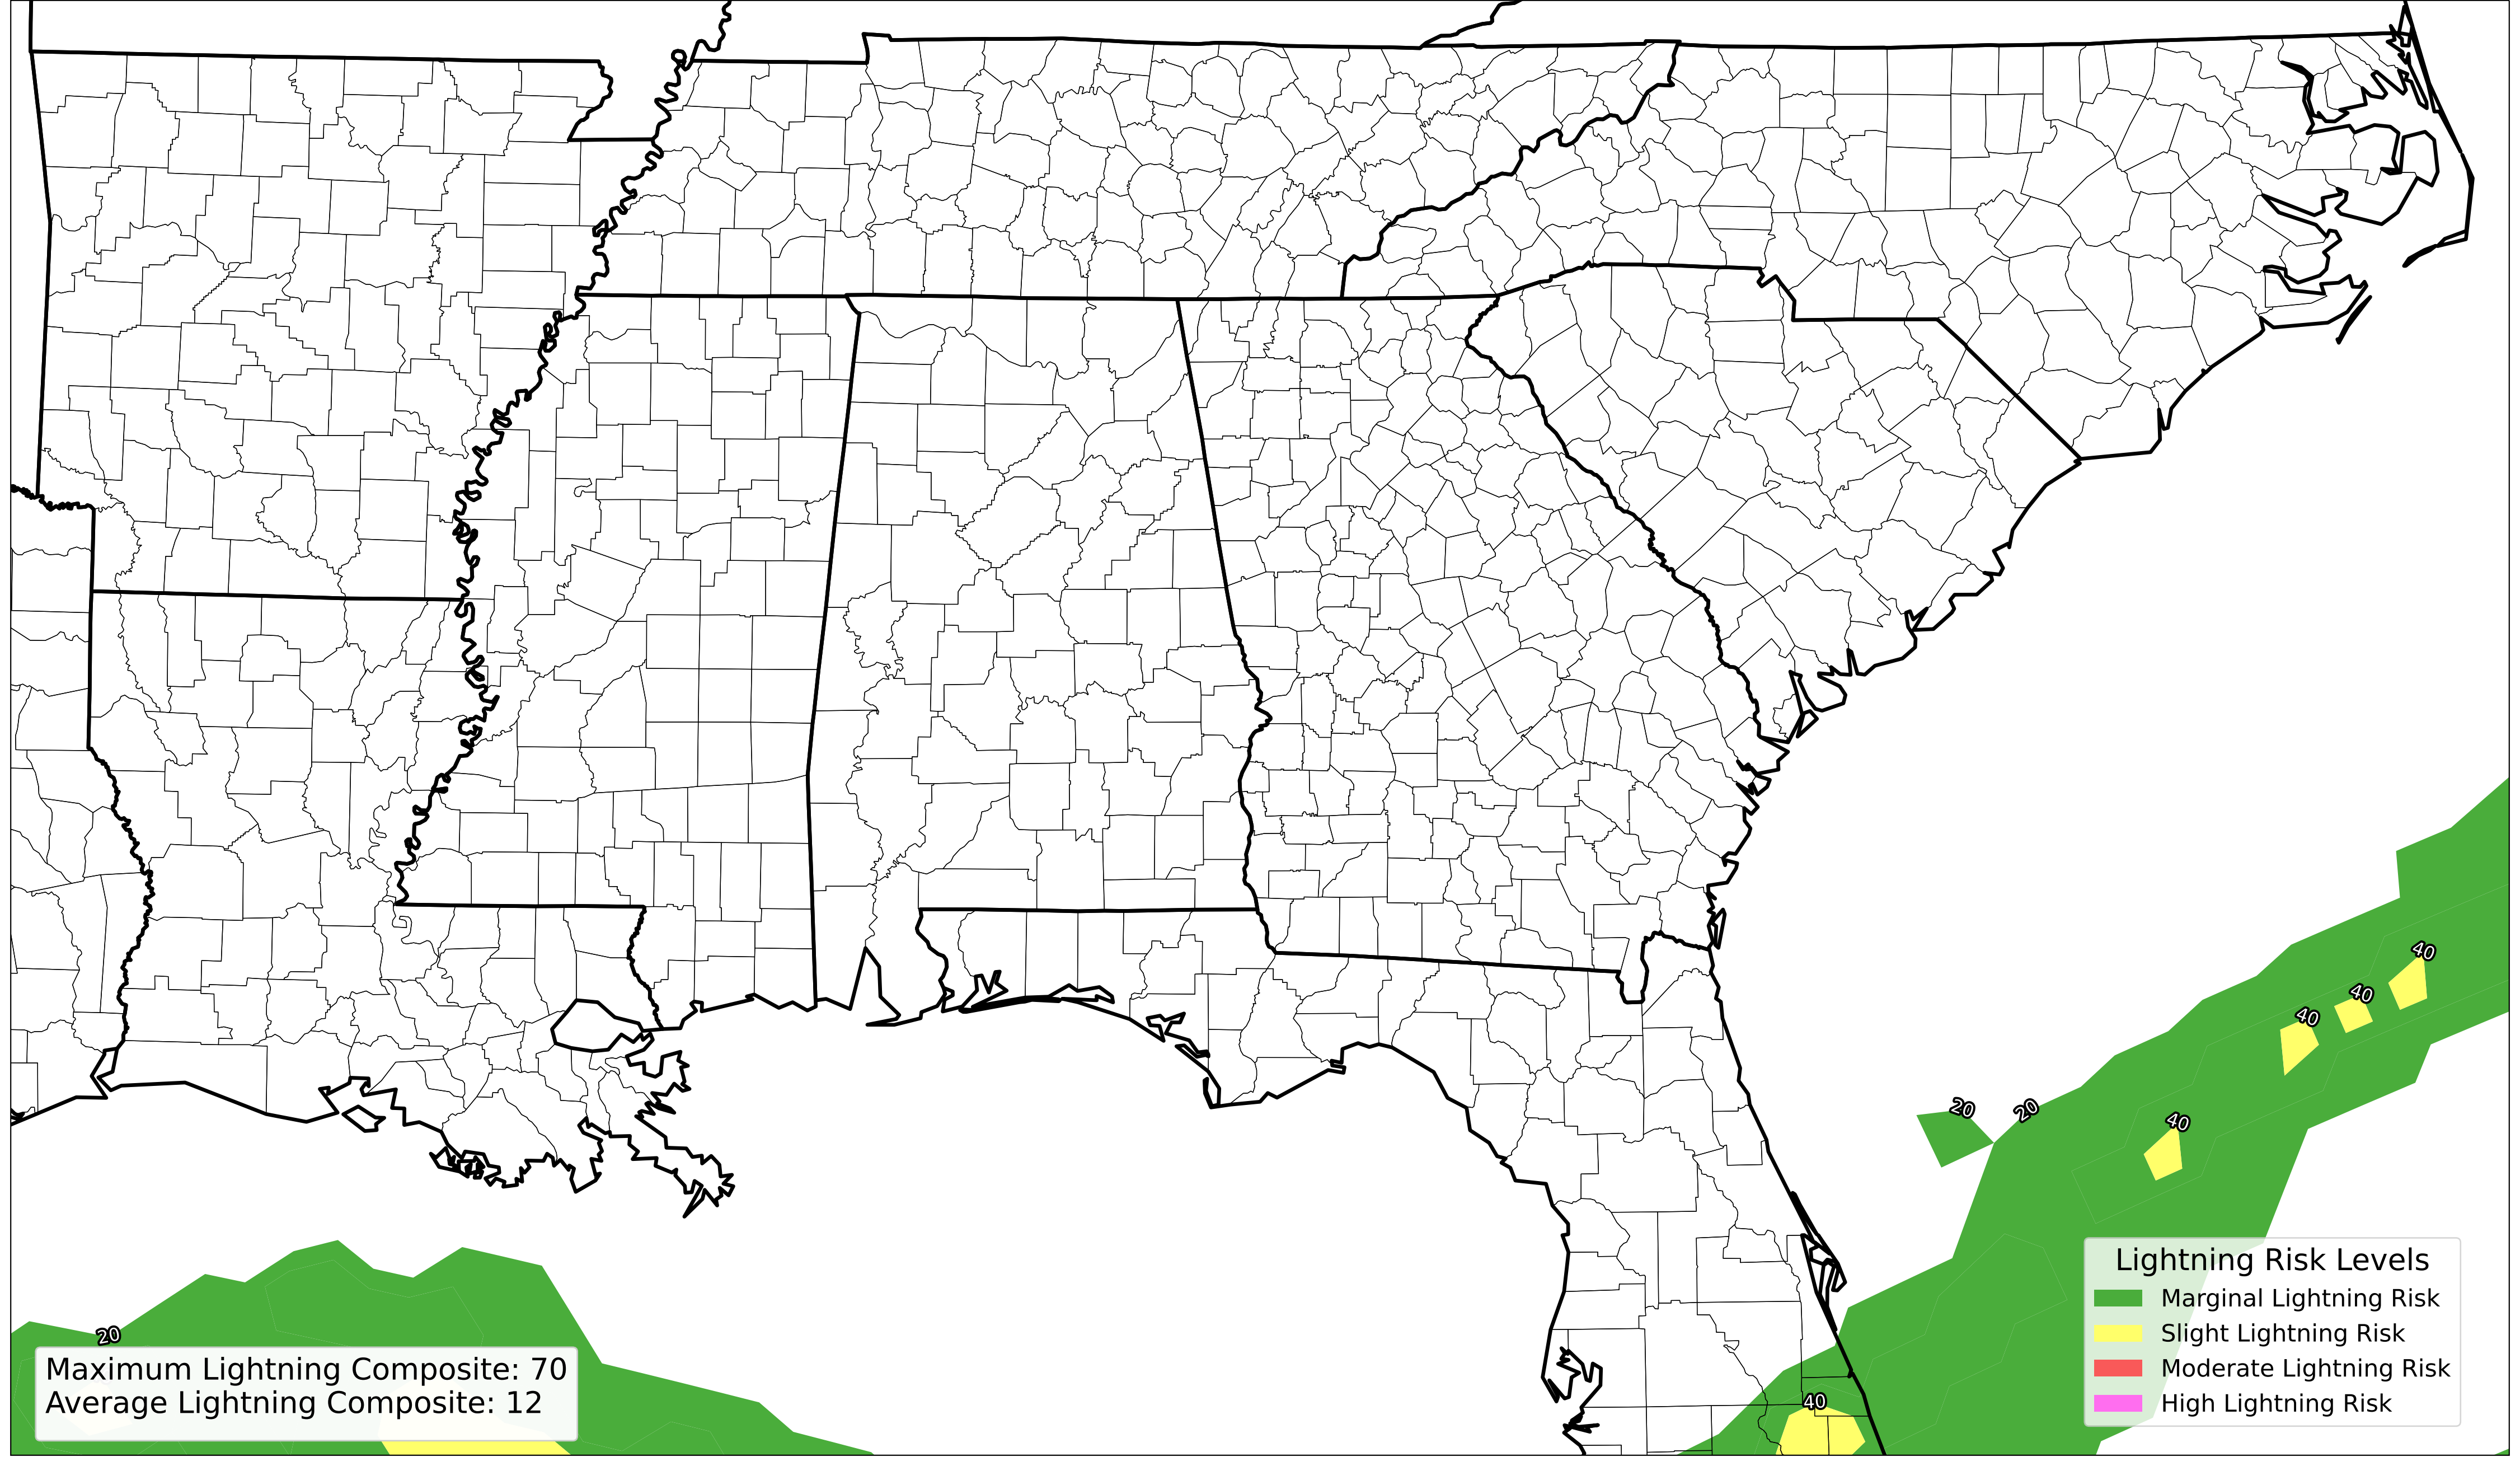 40
40
40
20
20
40
20
40
Lightning Risk Levels
Marginal Lightning Risk
Slight Lightning Risk
Moderate Lightning Risk
High Lightning Risk
Maximum Lightning Composite: 70
Average Lightning Composite: 12